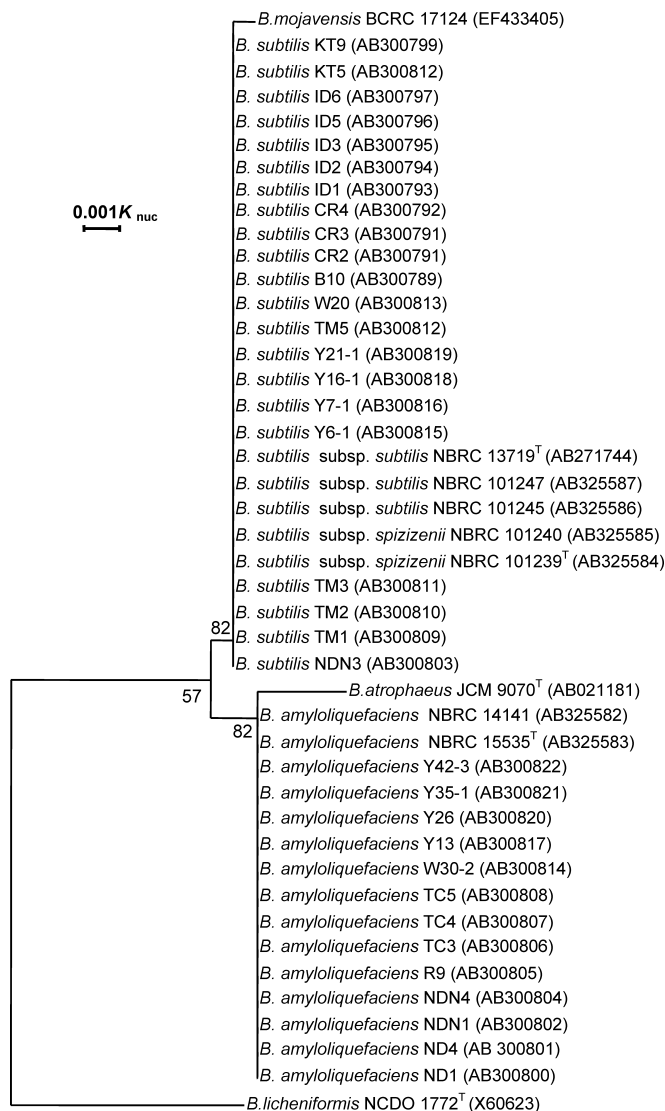 B.mojavensis BCRC 17124 (EF433405)
B. subtilis KT9 (AB300799)
B. subtilis KT5 (AB300812)
B. subtilis ID6 (AB300797)
B. subtilis ID5 (AB300796)
B. subtilis ID3 (AB300795)
B. subtilis ID2 (AB300794)
B. subtilis ID1 (AB300793)
B. subtilis CR4 (AB300792)
0.001K nuc
B. subtilis CR3 (AB300791)
B. subtilis CR2 (AB300791)
B. subtilis B10 (AB300789)
B. subtilis W20 (AB300813)
B. subtilis TM5 (AB300812)
B. subtilis Y21-1 (AB300819)
B. subtilis Y16-1 (AB300818)
B. subtilis Y7-1 (AB300816)
B. subtilis Y6-1 (AB300815)
B. subtilis subsp. subtilis NBRC 13719T (AB271744)
B. subtilis subsp. subtilis NBRC 101247 (AB325587)
B. subtilis subsp. subtilis NBRC 101245 (AB325586)
B. subtilis subsp. spizizenii NBRC 101240 (AB325585)
B. subtilis subsp. spizizenii NBRC 101239T (AB325584)
B. subtilis TM3 (AB300811)
B. subtilis TM2 (AB300810)
82
B. subtilis TM1 (AB300809)
B. subtilis NDN3 (AB300803)
57
B.atrophaeus JCM 9070T (AB021181)
B. amyloliquefaciens NBRC 14141 (AB325582)
82
B. amyloliquefaciens NBRC 15535T (AB325583)
B. amyloliquefaciens Y42-3 (AB300822)
B. amyloliquefaciens Y35-1 (AB300821)
B. amyloliquefaciens Y26 (AB300820)
B. amyloliquefaciens Y13 (AB300817)
B. amyloliquefaciens W30-2 (AB300814)
B. amyloliquefaciens TC5 (AB300808)
B. amyloliquefaciens TC4 (AB300807)
B. amyloliquefaciens TC3 (AB300806)
B. amyloliquefaciens R9 (AB300805)
B. amyloliquefaciens NDN4 (AB300804)
B. amyloliquefaciens NDN1 (AB300802)
B. amyloliquefaciens ND4 (AB 300801)
B. amyloliquefaciens ND1 (AB300800)
B.licheniformis NCDO 1772T (X60623)